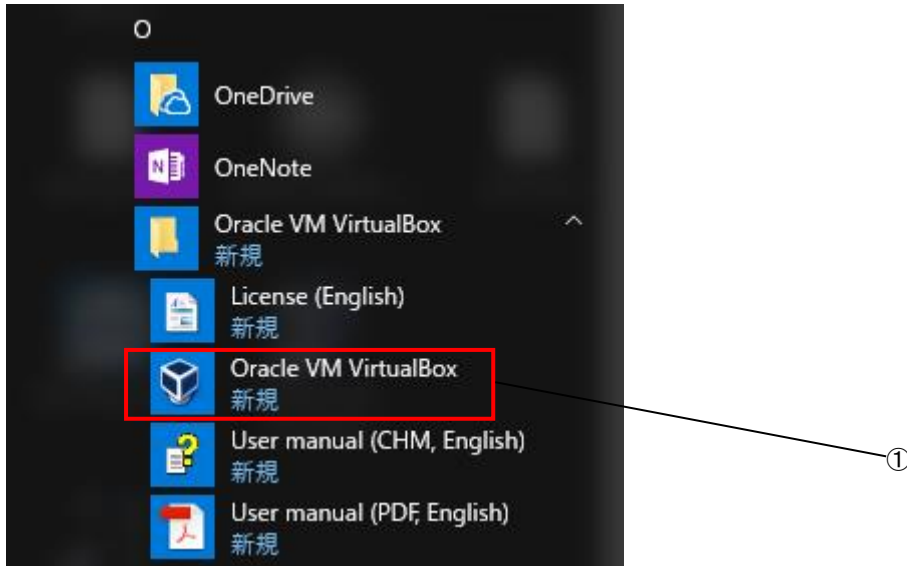 O
OneDrive
OneNote
Oracle VM VirtualBox
新規
License (English)
新規
Oracle VM VirtualBox
新規
①
User manual (CHM, English)
新規
User manual (PDF, English)
新規